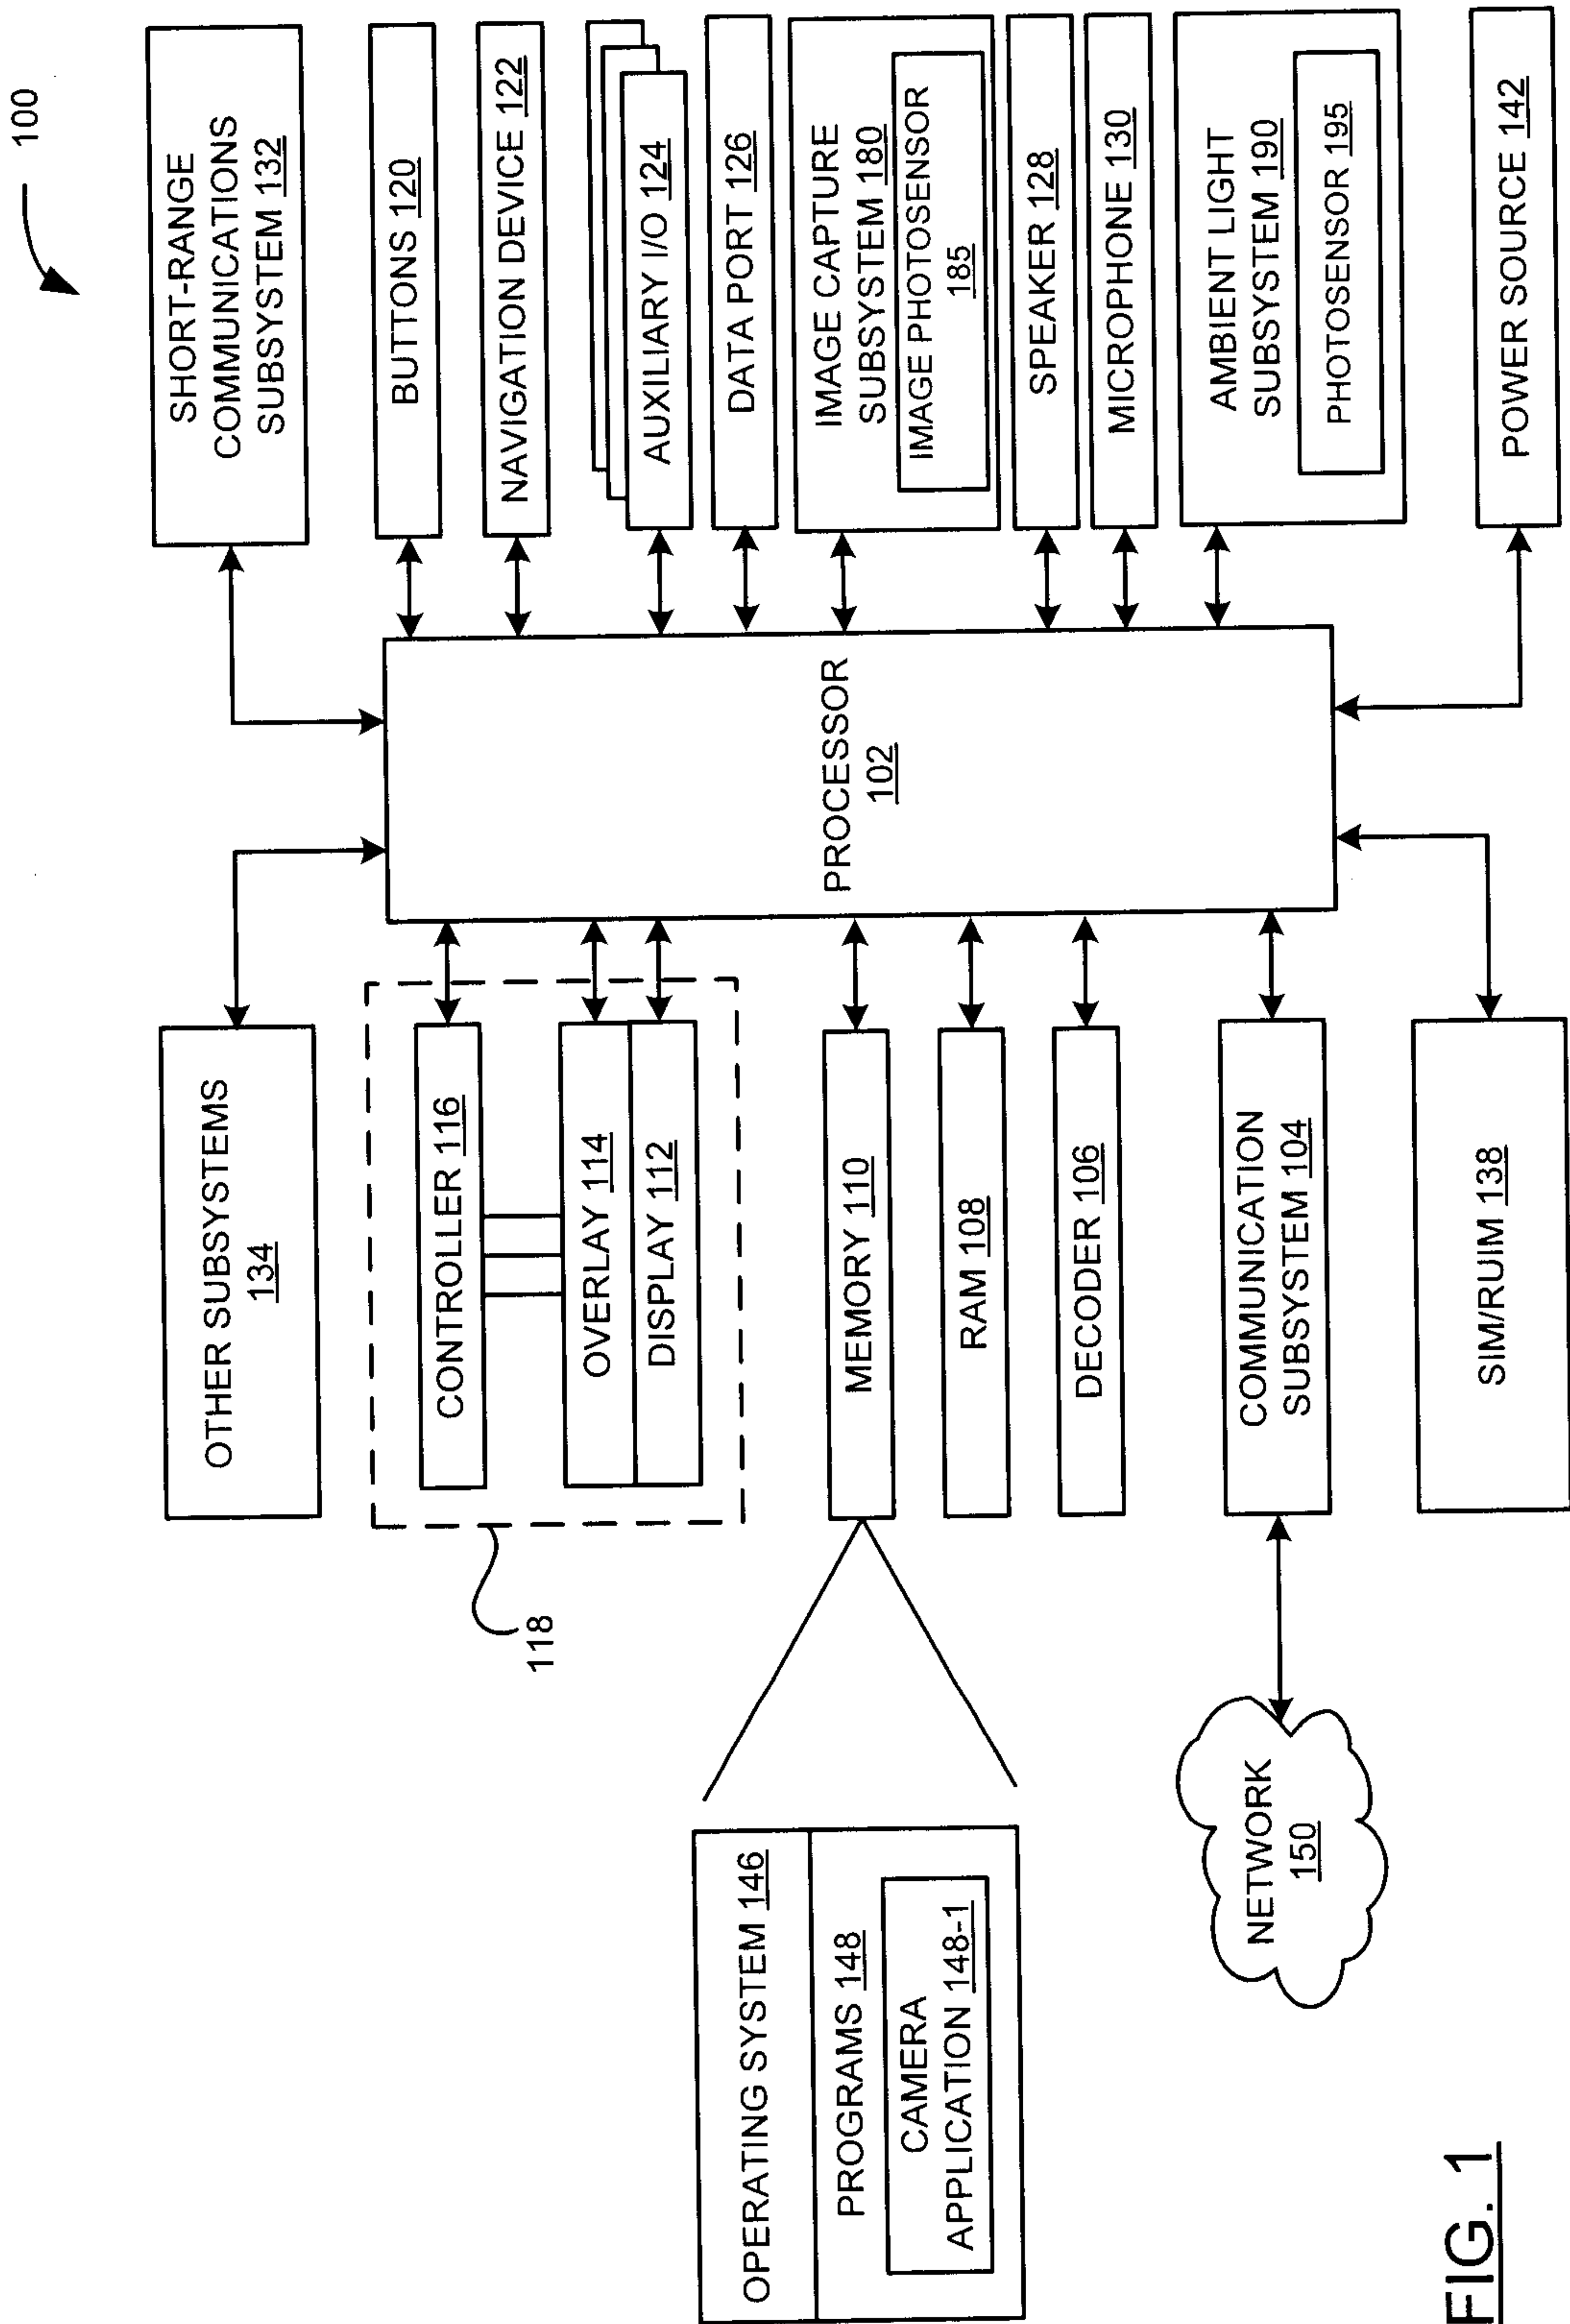 100
OTHER SUBSYSTEMS
134
SHORT-RANGE
COMMUNICATIONS
SUBSYSTEM 132
CONTROLLER 116
OVERLAY 114
DISPLAY 112
118
PROCESSOR
102
BUTTONS 120
NAVIGATION DEVICE 122
AUXILIARY I/O 124
DATA PORT 126
IMAGE CAPTURE
SUBSYSTEM 180
IMAGE PHOTOSENSOR
185
SPEAKER 128
MICROPHONE 130
AMBIENT LIGHT
SUBSYSTEM 190
PHOTOSENSOR 195
POWER SOURCE 142
OPERATING SYSTEM 146
PROGRAMS 148
CAMERA
APPLICATION 148-1
MEMORY 110
RAM 108
DECODER 106
COMMUNICATION
SUBSYSTEM 104
NETWORK
150
SIM/RUIM 138
FIG. 1